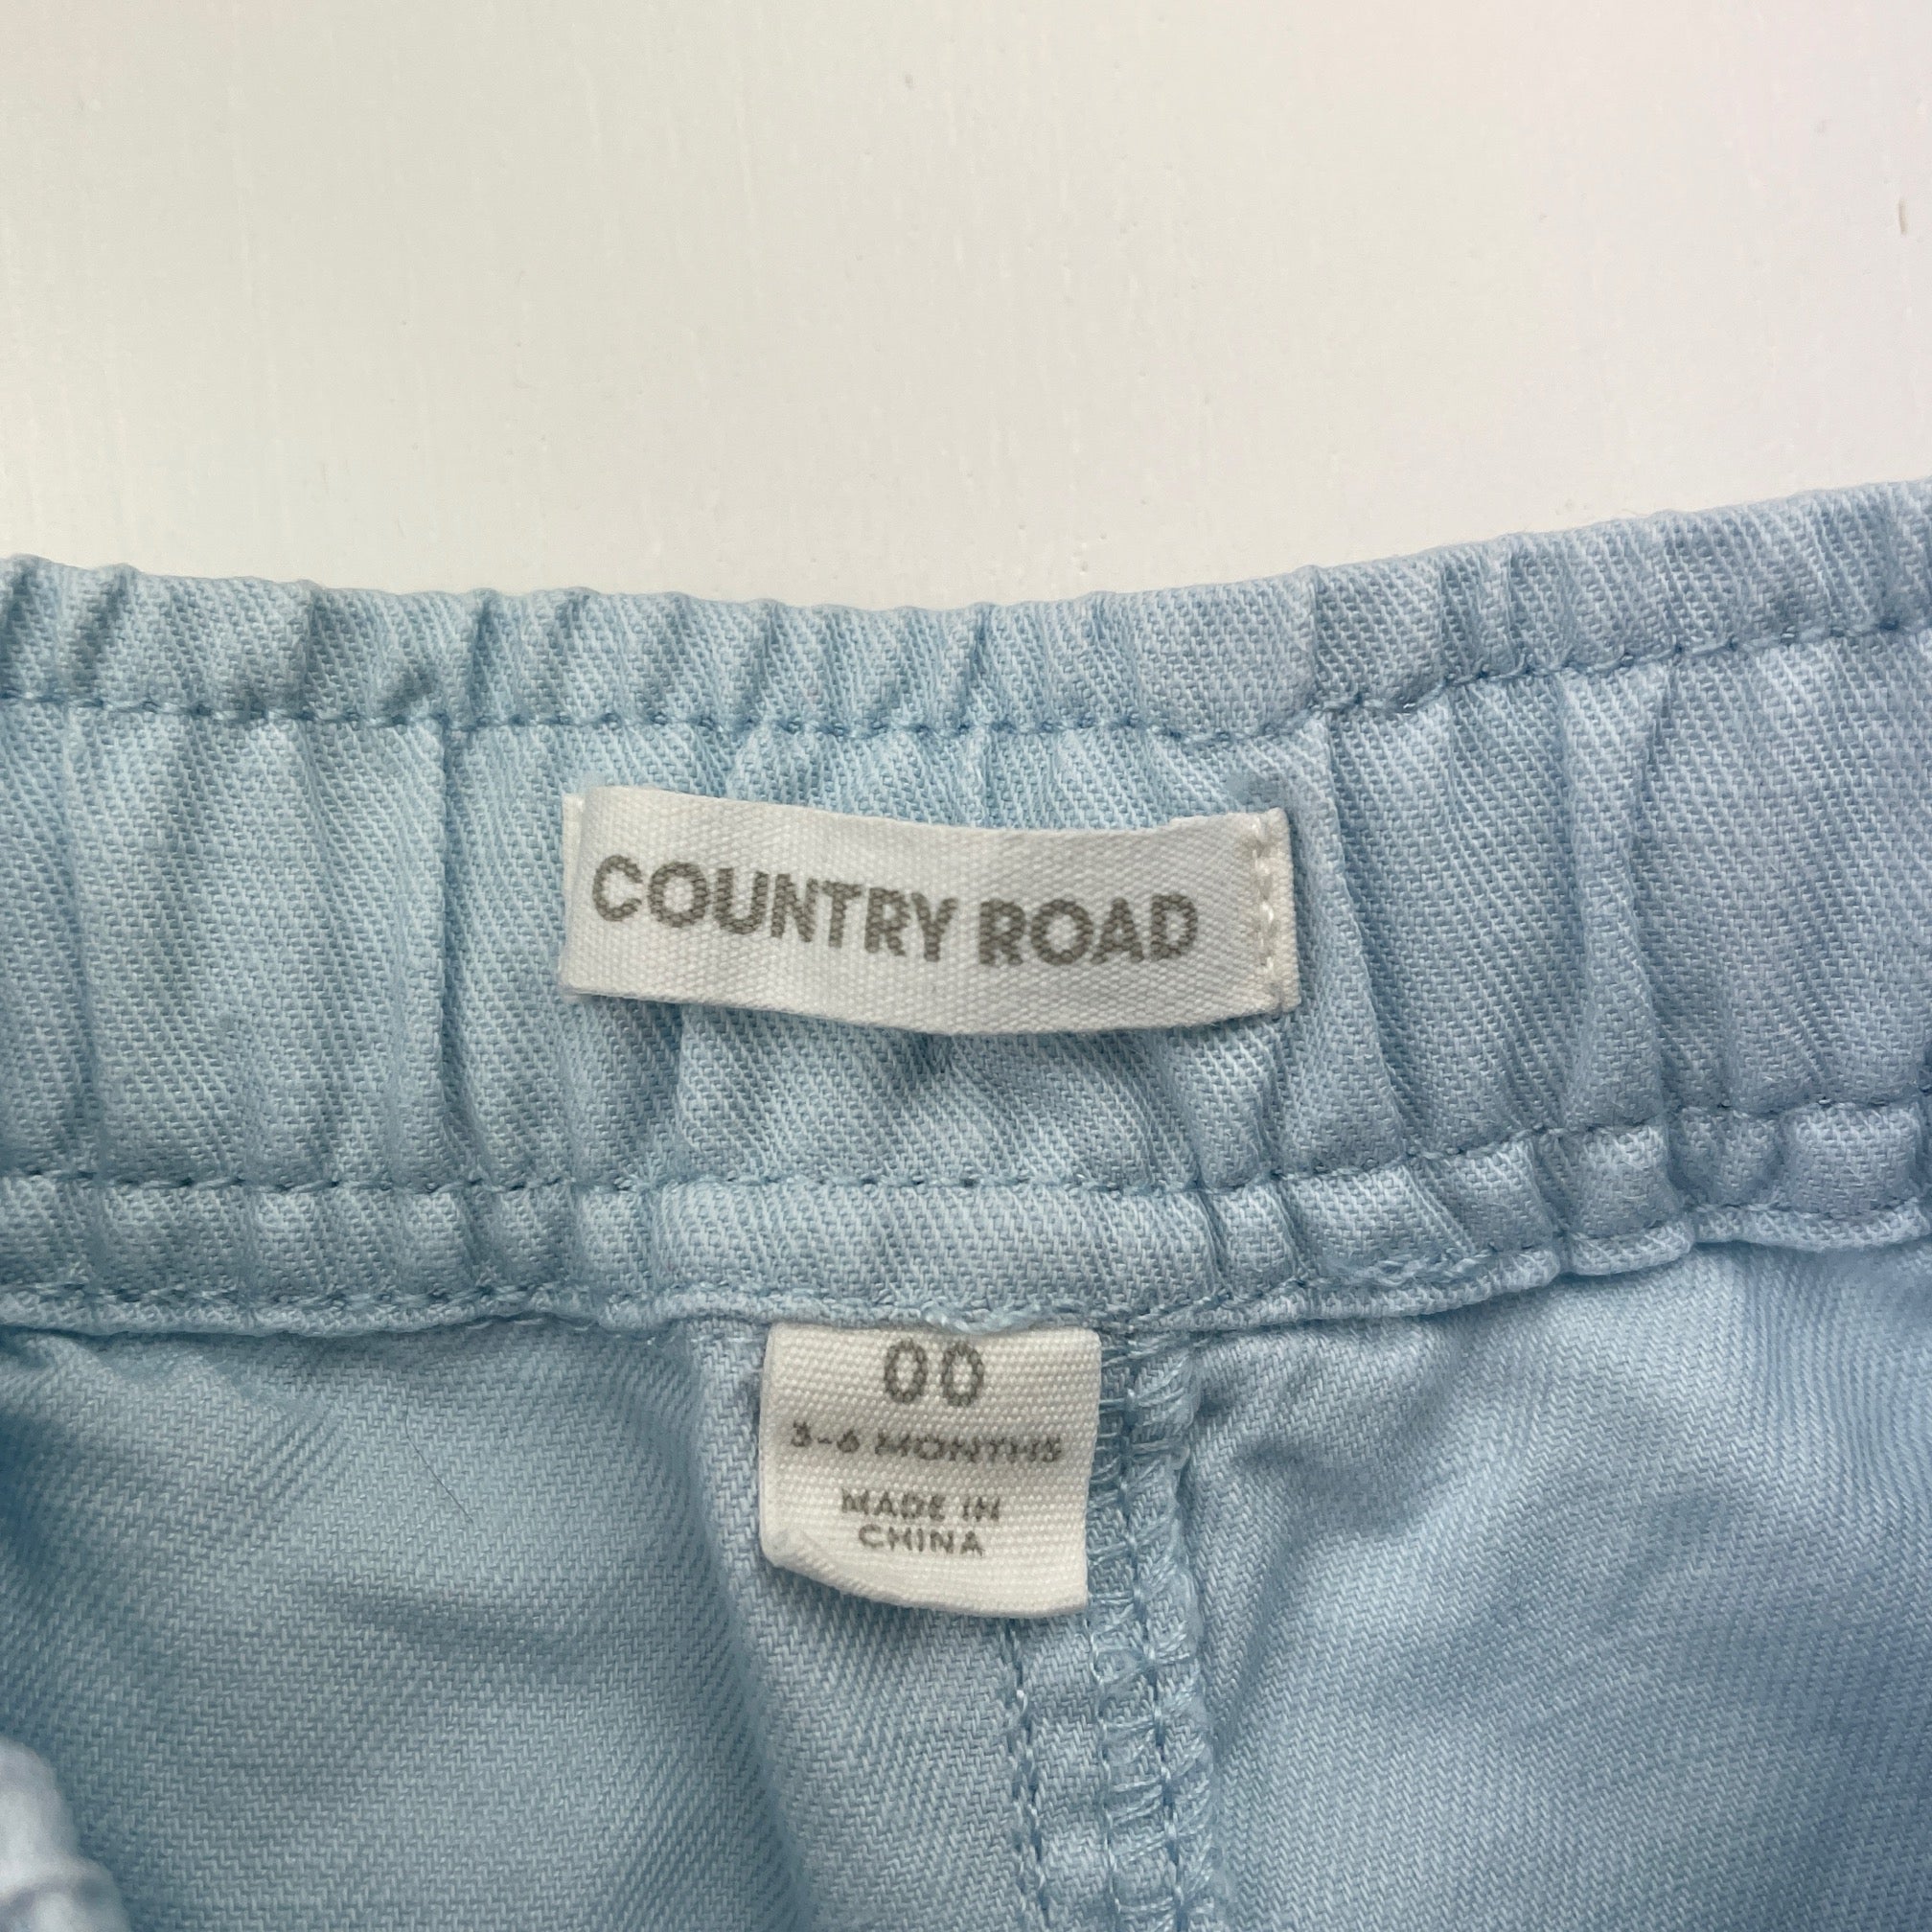 COUNTRY ROAD
00
3-6 MONTHS
MADE IN
CHINA